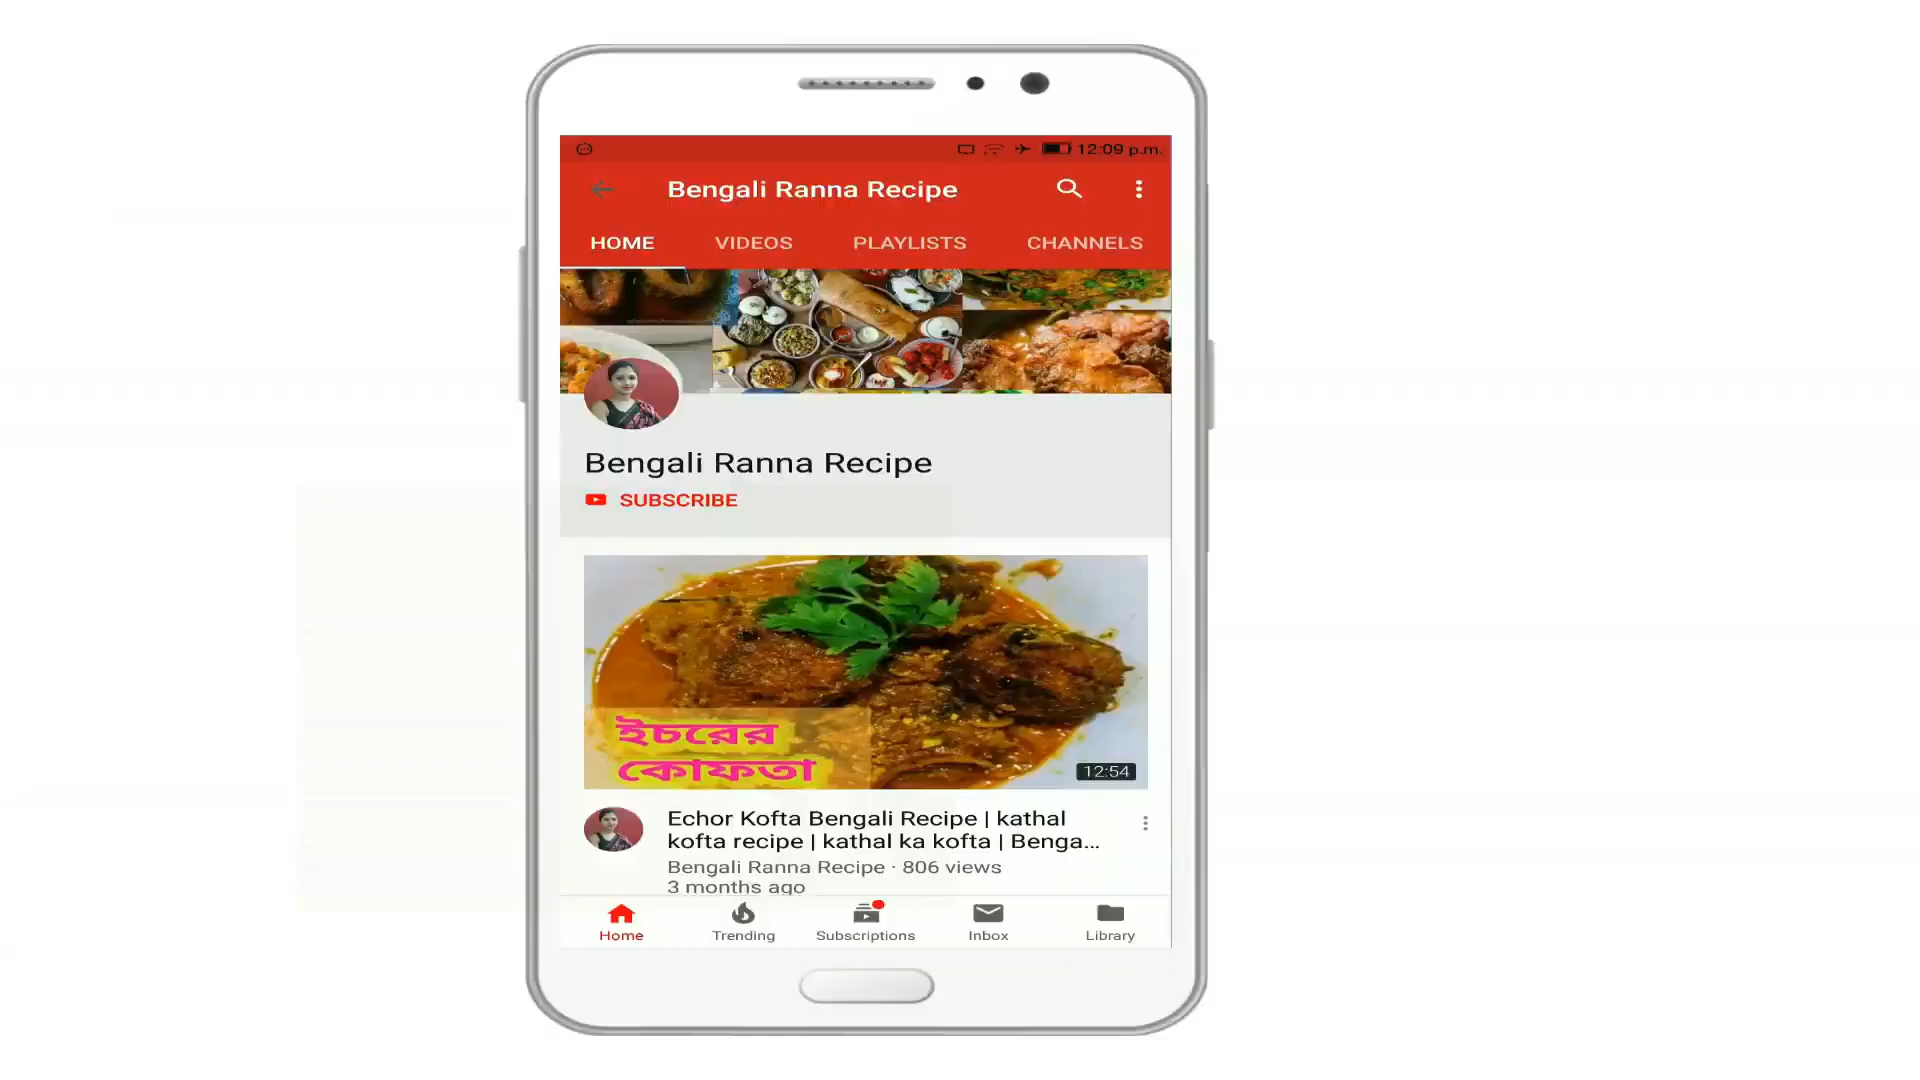 12:09 p.m.
Bengali Ranna Recipe
HOME VIDEOS PLAYLISTS CHANNELS
Bengali Ranna Recipe
SUBSCRIBE
ইচরের
কোফতা
12:54
Echor Kofta Bengali Recipe | kathal
kofta recipe | kathal ka kofta | Benga...
Bengali Ranna Recipe · 806 views
3 months ago
Home Trending Subscriptions Inbox Library